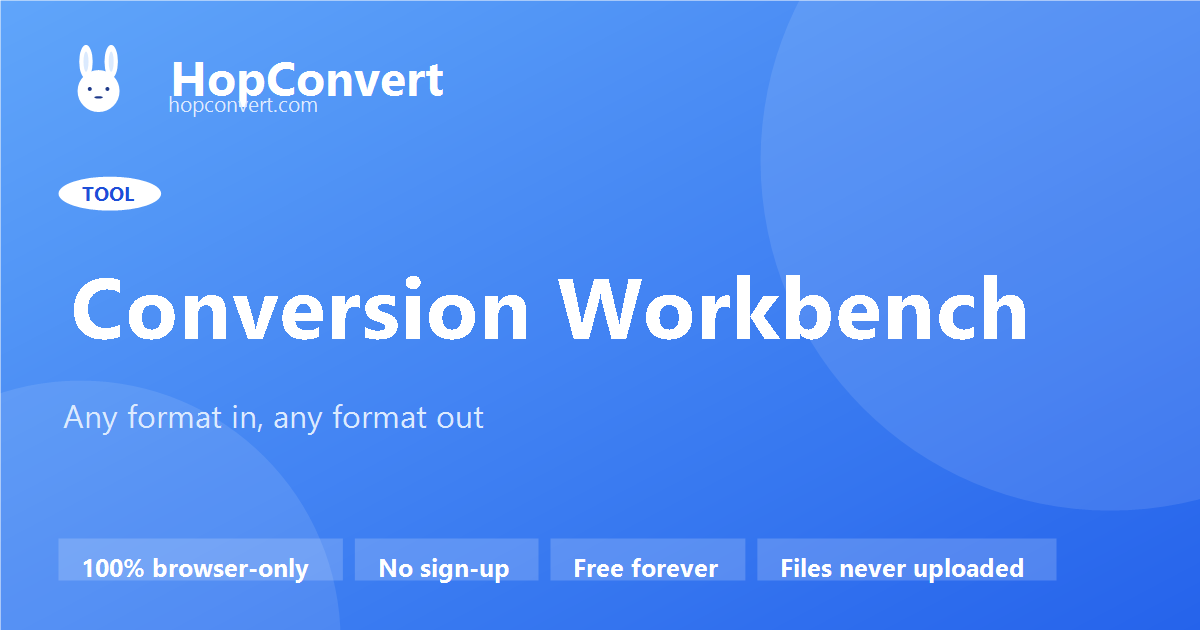 HopConvert
hopconvert.com
TOOL
Conversion Workbench
Any format in, any format out
100% browser-only
No sign-up
Free forever
Files never uploaded